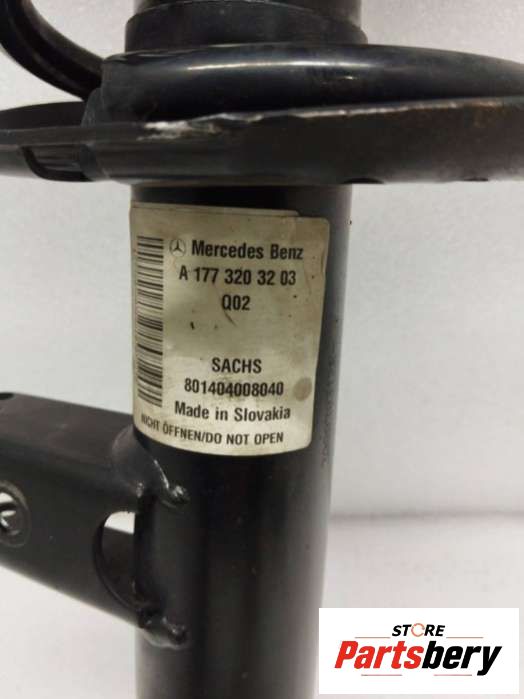 Mercedes Benz
A 177 320 32 03
Q02
SACHS
801404008040
Made in Slovakia
NICHT ÖFFNEN/DO NOT OPEN
STORE
Partsbery